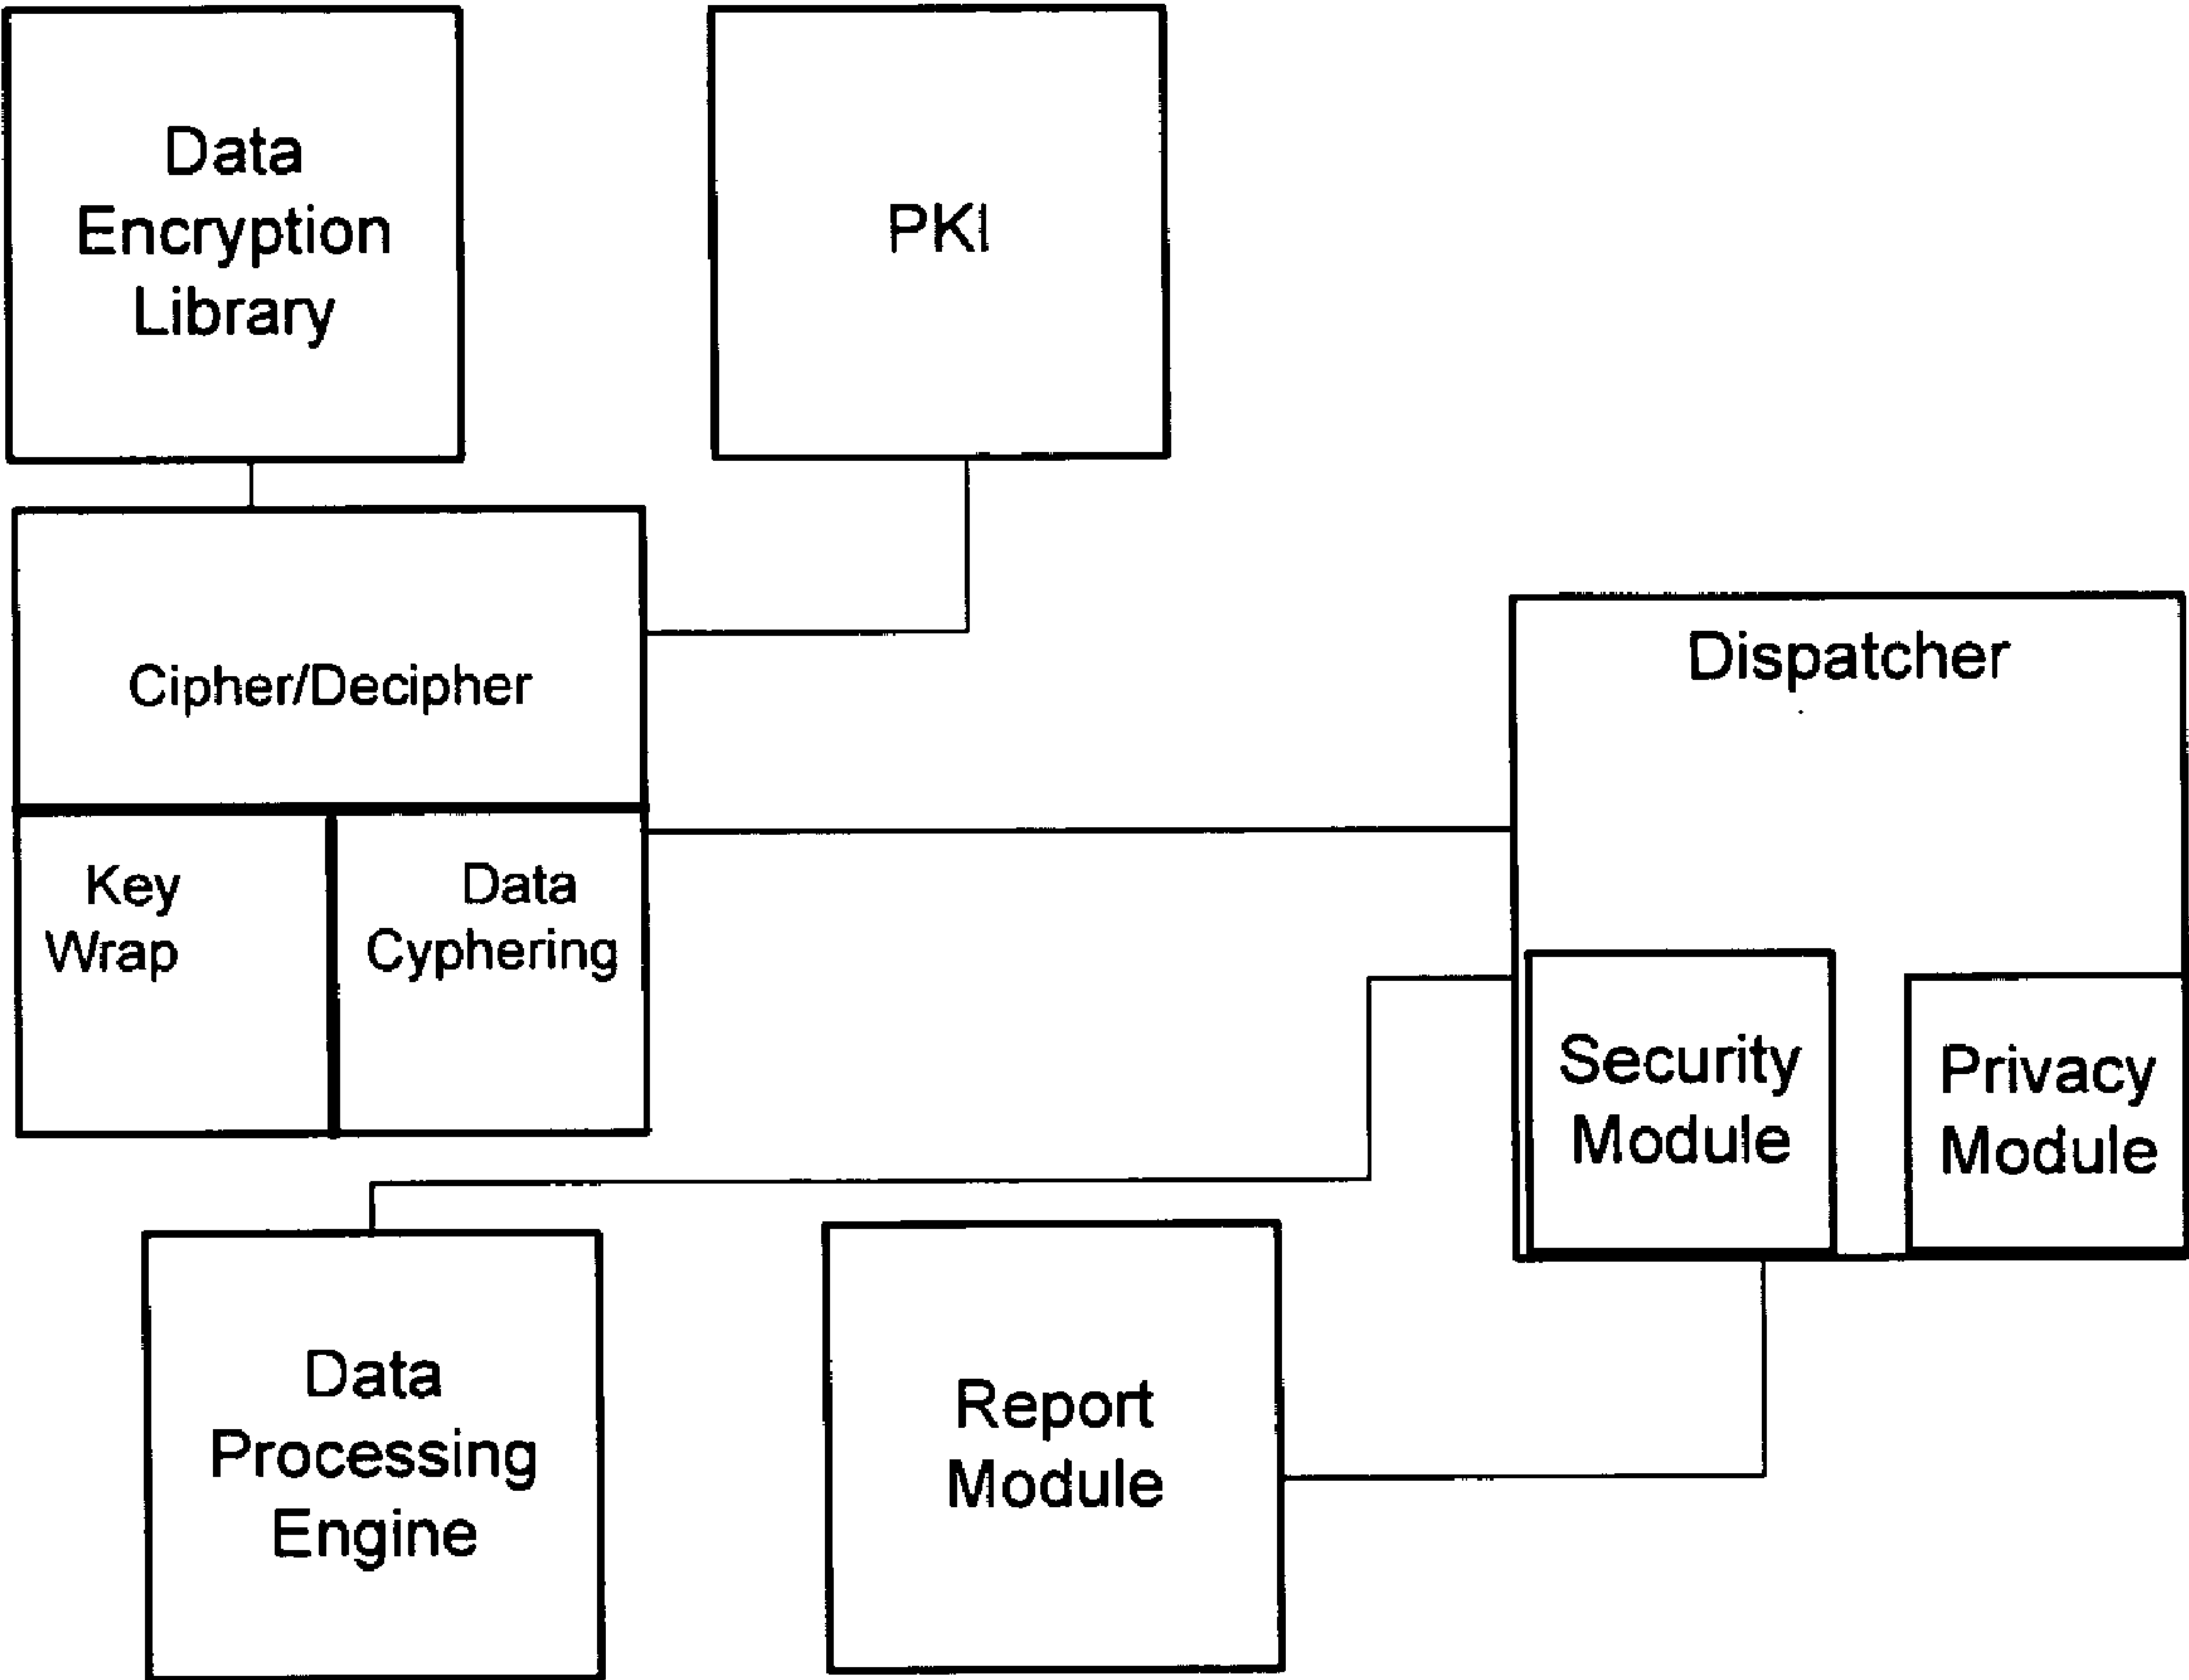 Data
Encryption
Library
PKI
Cipher/Decipher
Dispatcher
Key
Wrap
Data
Cyphering
Security
Module
Privacy
Module
Data
Processing
Engine
Report
Module